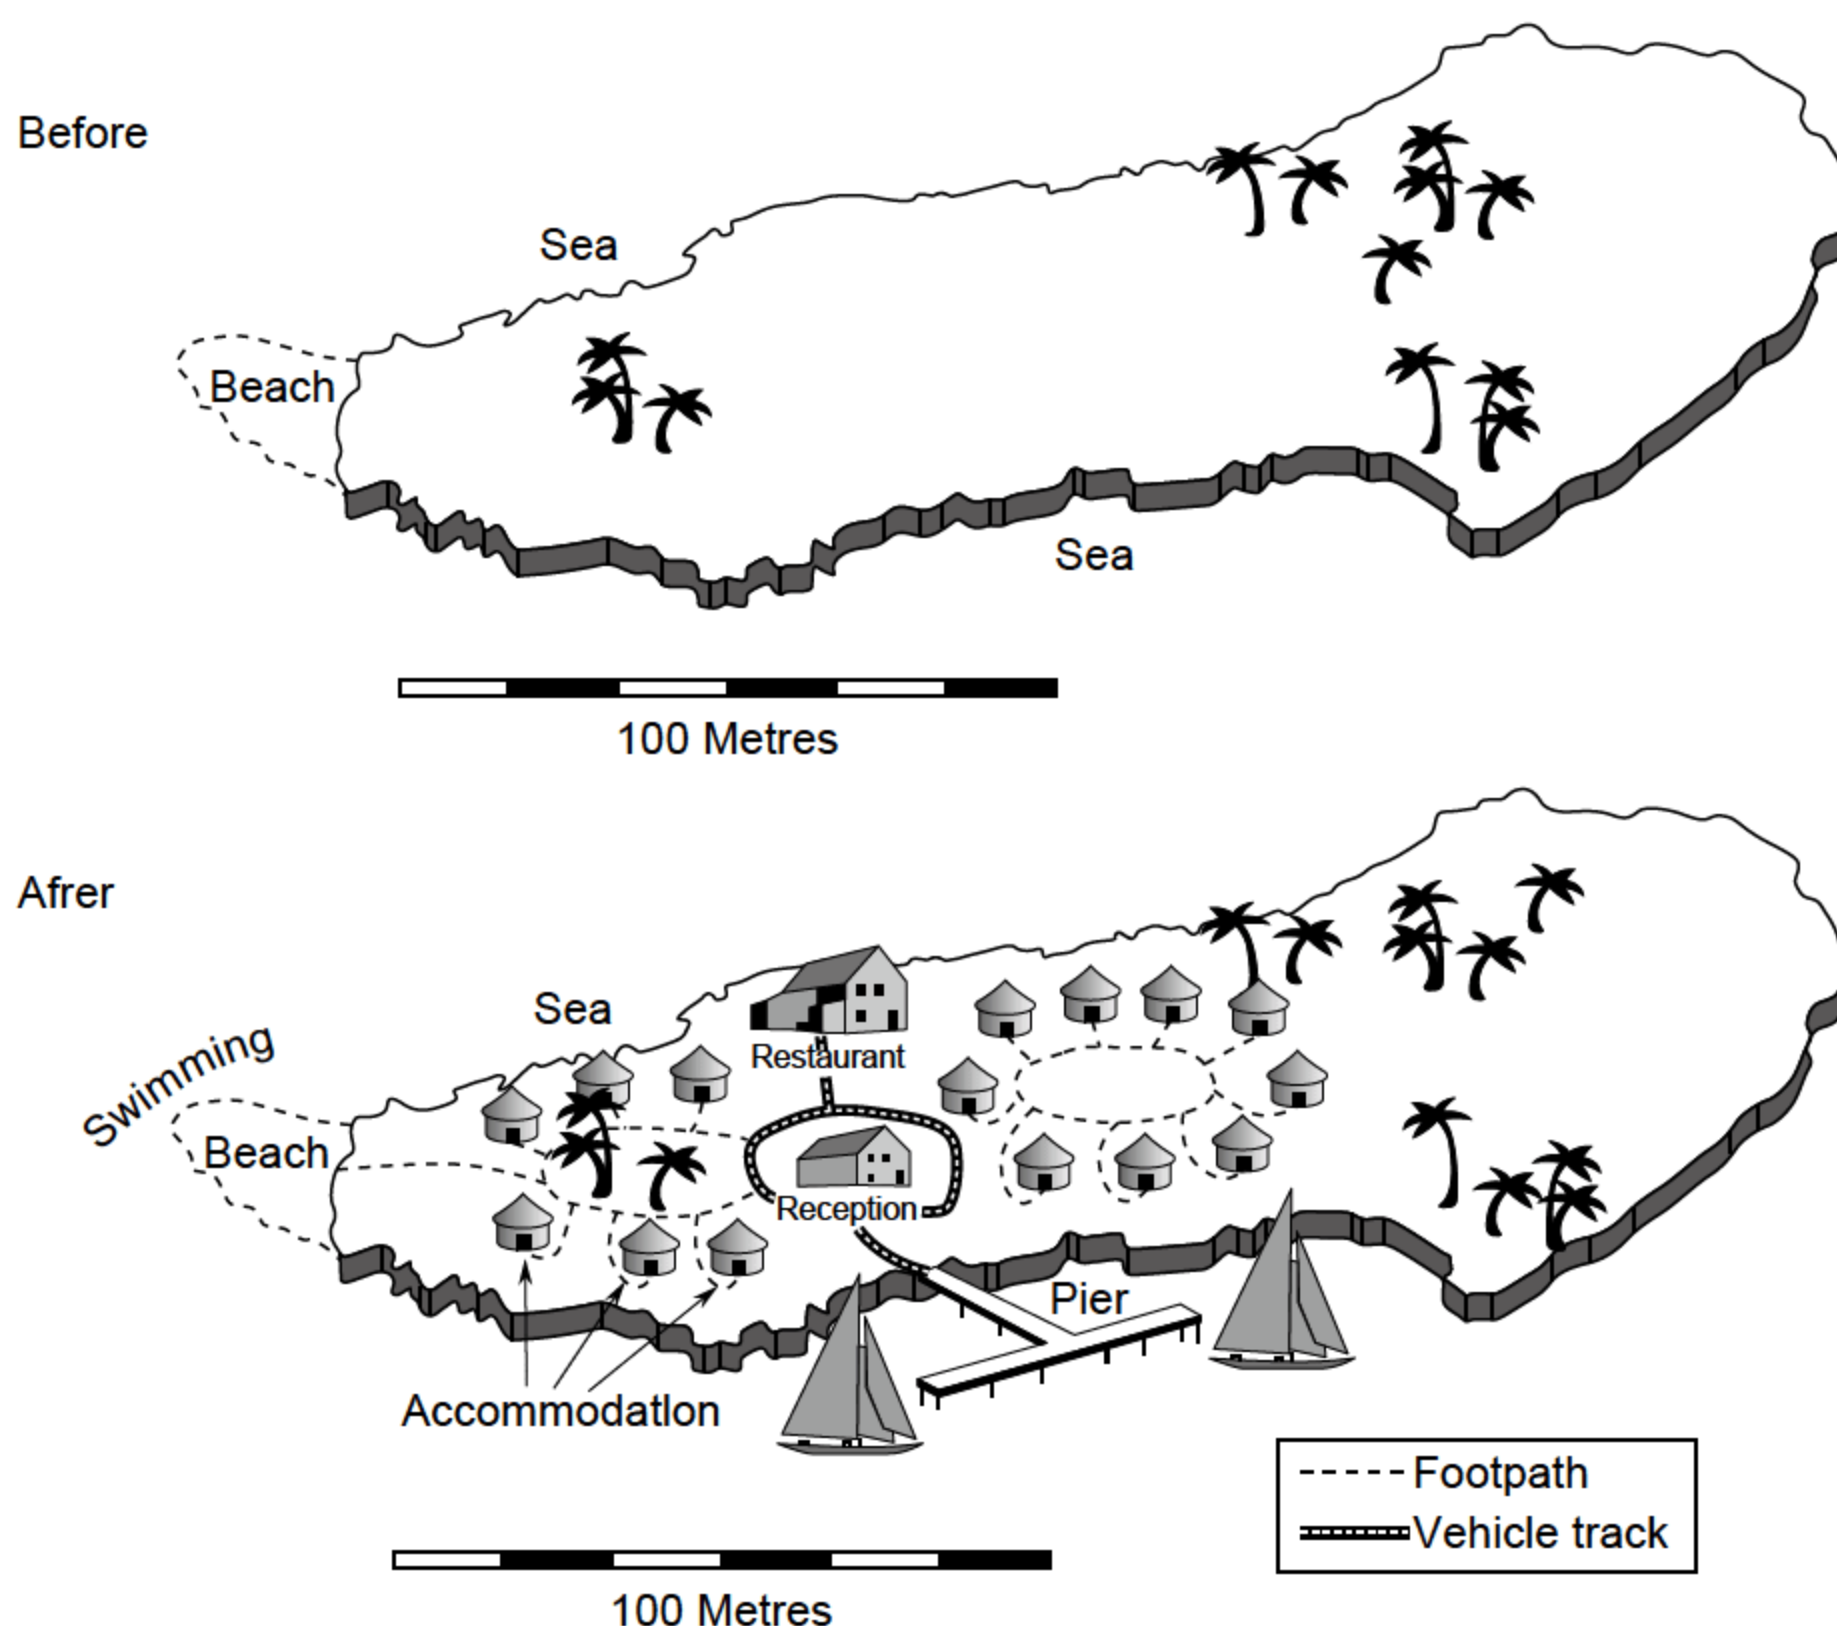 Before
Sea
Beach
Sea
100 Metres
Afrer
Sea
Swimming
Restaurant
Beach
Reception
Pier
Accommodatlon
Footpath
Vehicle track
100 Metres